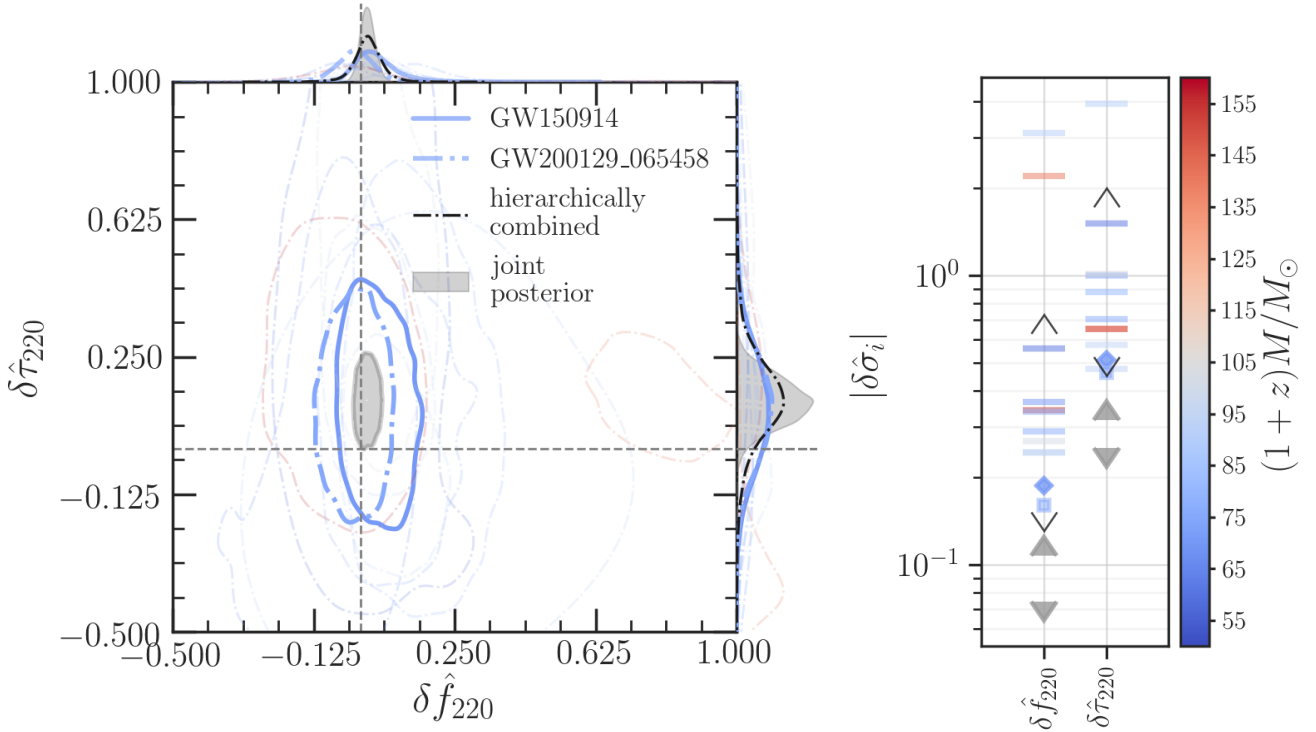 1.000
0.625
0.250
−0.125
−0.500
δτ̂₂₂₀
−0.500 −0.125 0.250 0.625 1.000
δf̂₂₂₀
GW150914
GW200129_065458
hierarchically
combined
joint
posterior
|δσ̂ᵢ|
10⁰
10⁻¹
δf̂₂₂₀
δτ̂₂₂₀
155
145
135
125
115
105
95
85
75
65
55
(1 + z)M/M⊙